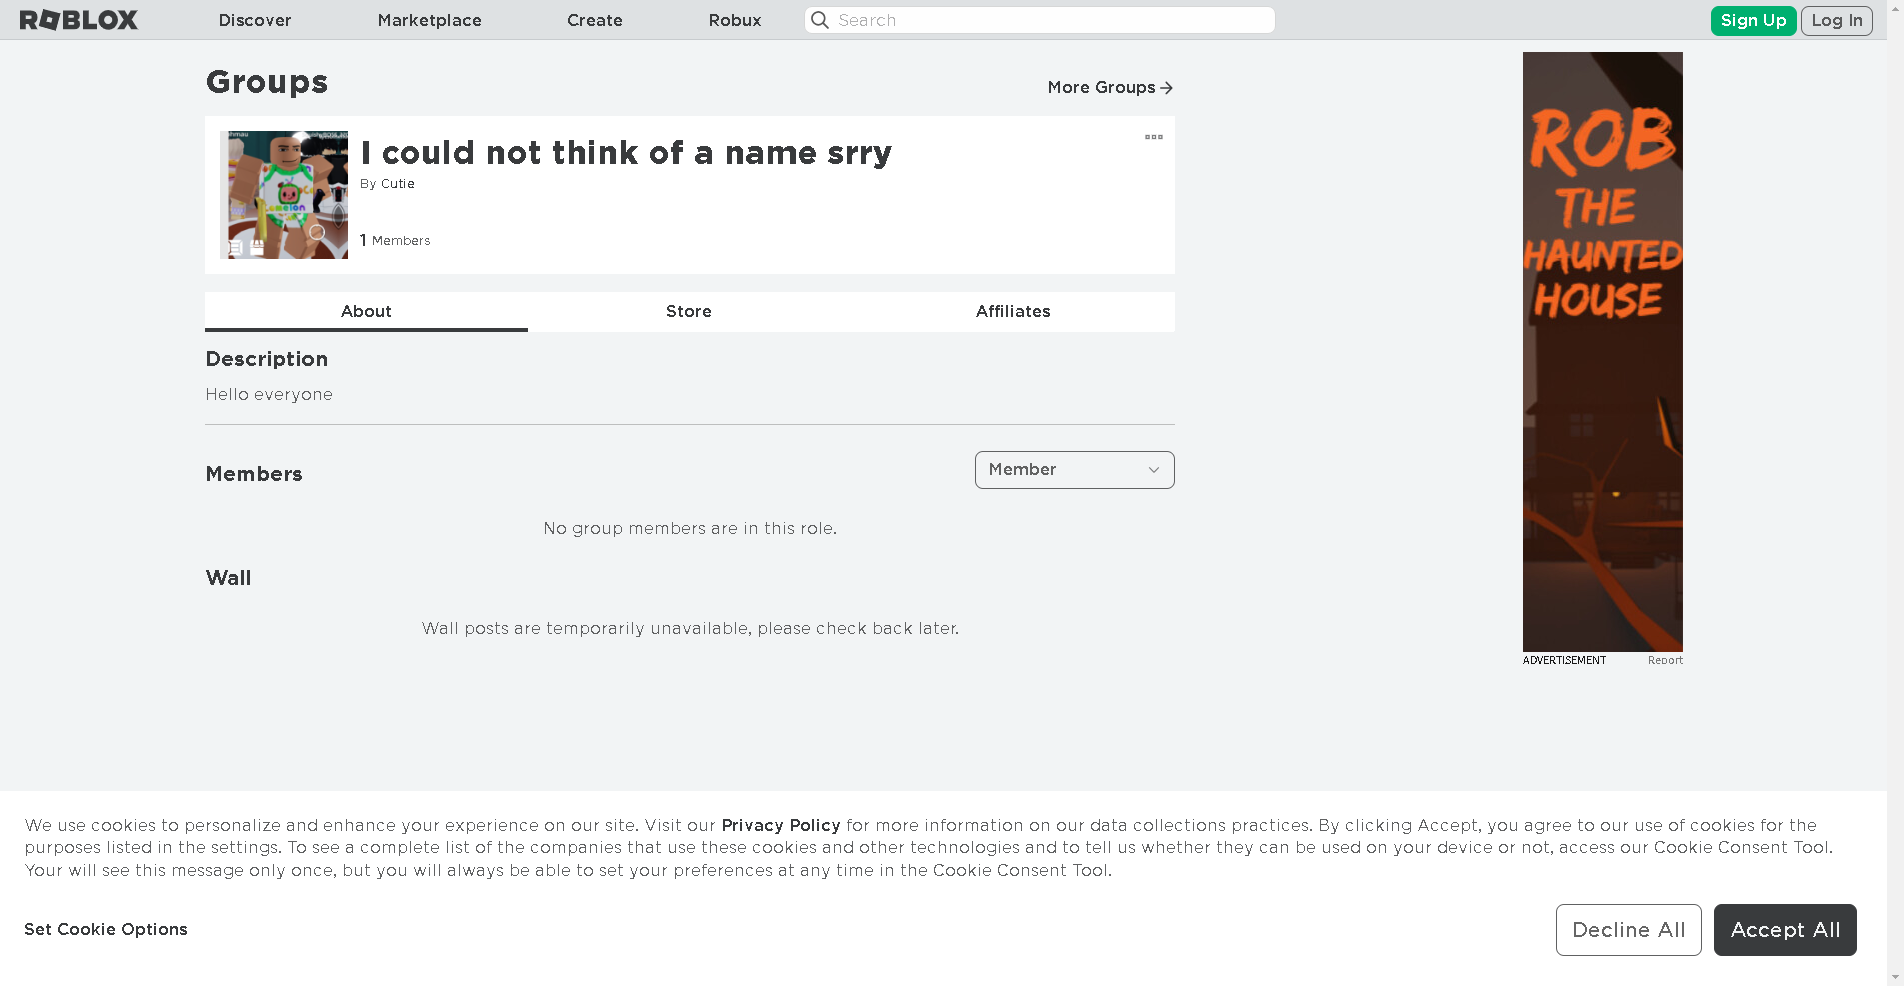 ROBLOX Discover Marketplace Create Robux Search Sign Up Log In
Groups
More Groups
I could not think of a name srry
By Cutie
1 Members
About Store Affiliates
Description
Hello everyone
Members
Member
No group members are in this role.
Wall
Wall posts are temporarily unavailable, please check back later.
ROB
THE
HAUNTED
HOUSE
ADVERTISEMENT Report
We use cookies to personalize and enhance your experience on our site. Visit our Privacy Policy for more information on our data collections practices. By clicking Accept, you agree to our use of cookies for the
purposes listed in the settings. To see a complete list of the companies that use these cookies and other technologies and to tell us whether they can be used on your device or not, access our Cookie Consent Tool.
Your will see this message only once, but you will always be able to set your preferences at any time in the Cookie Consent Tool.
Set Cookie Options
Decline All Accept All